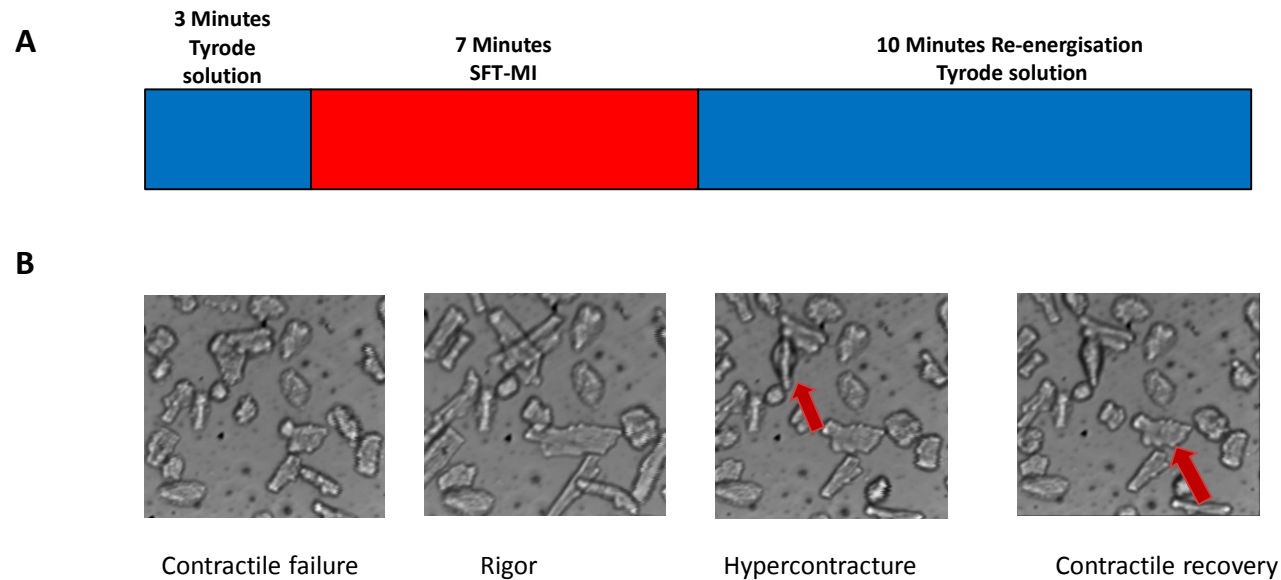 A
3 Minutes
Tyrode
solution
7 Minutes
SFT-MI
10 Minutes Re-energisation
Tyrode solution
B
Contractile failure
Rigor
Hypercontracture
Contractile recovery